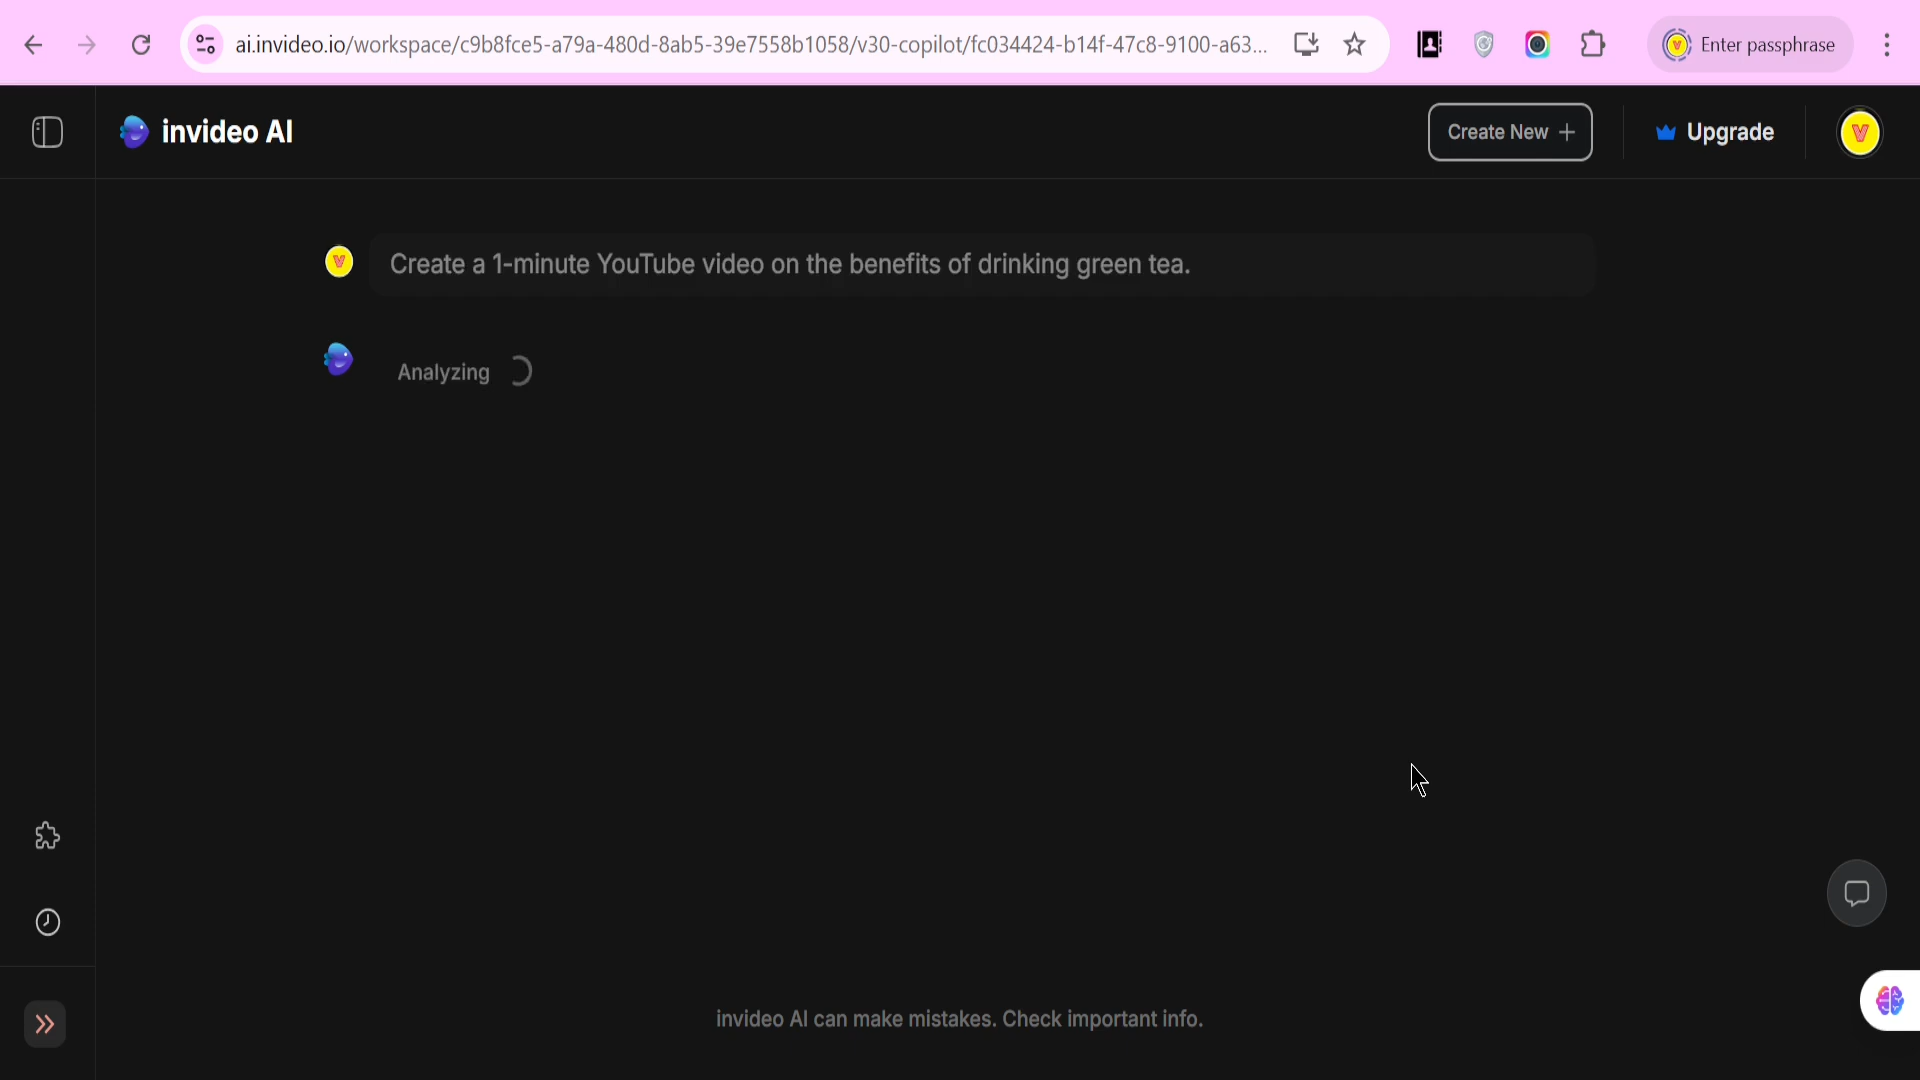 ai.invideo.io/workspace/c9b8fce5-a79a-480d-8ab5-39e7558b1058/v30-copilot/fc034424-b14f-47c8-9100-a63...
Enter passphrase
invideo AI
Create New +
Upgrade
V
V
Create a 1-minute YouTube video on the benefits of drinking green tea.
Analyzing
invideo AI can make mistakes. Check important info.